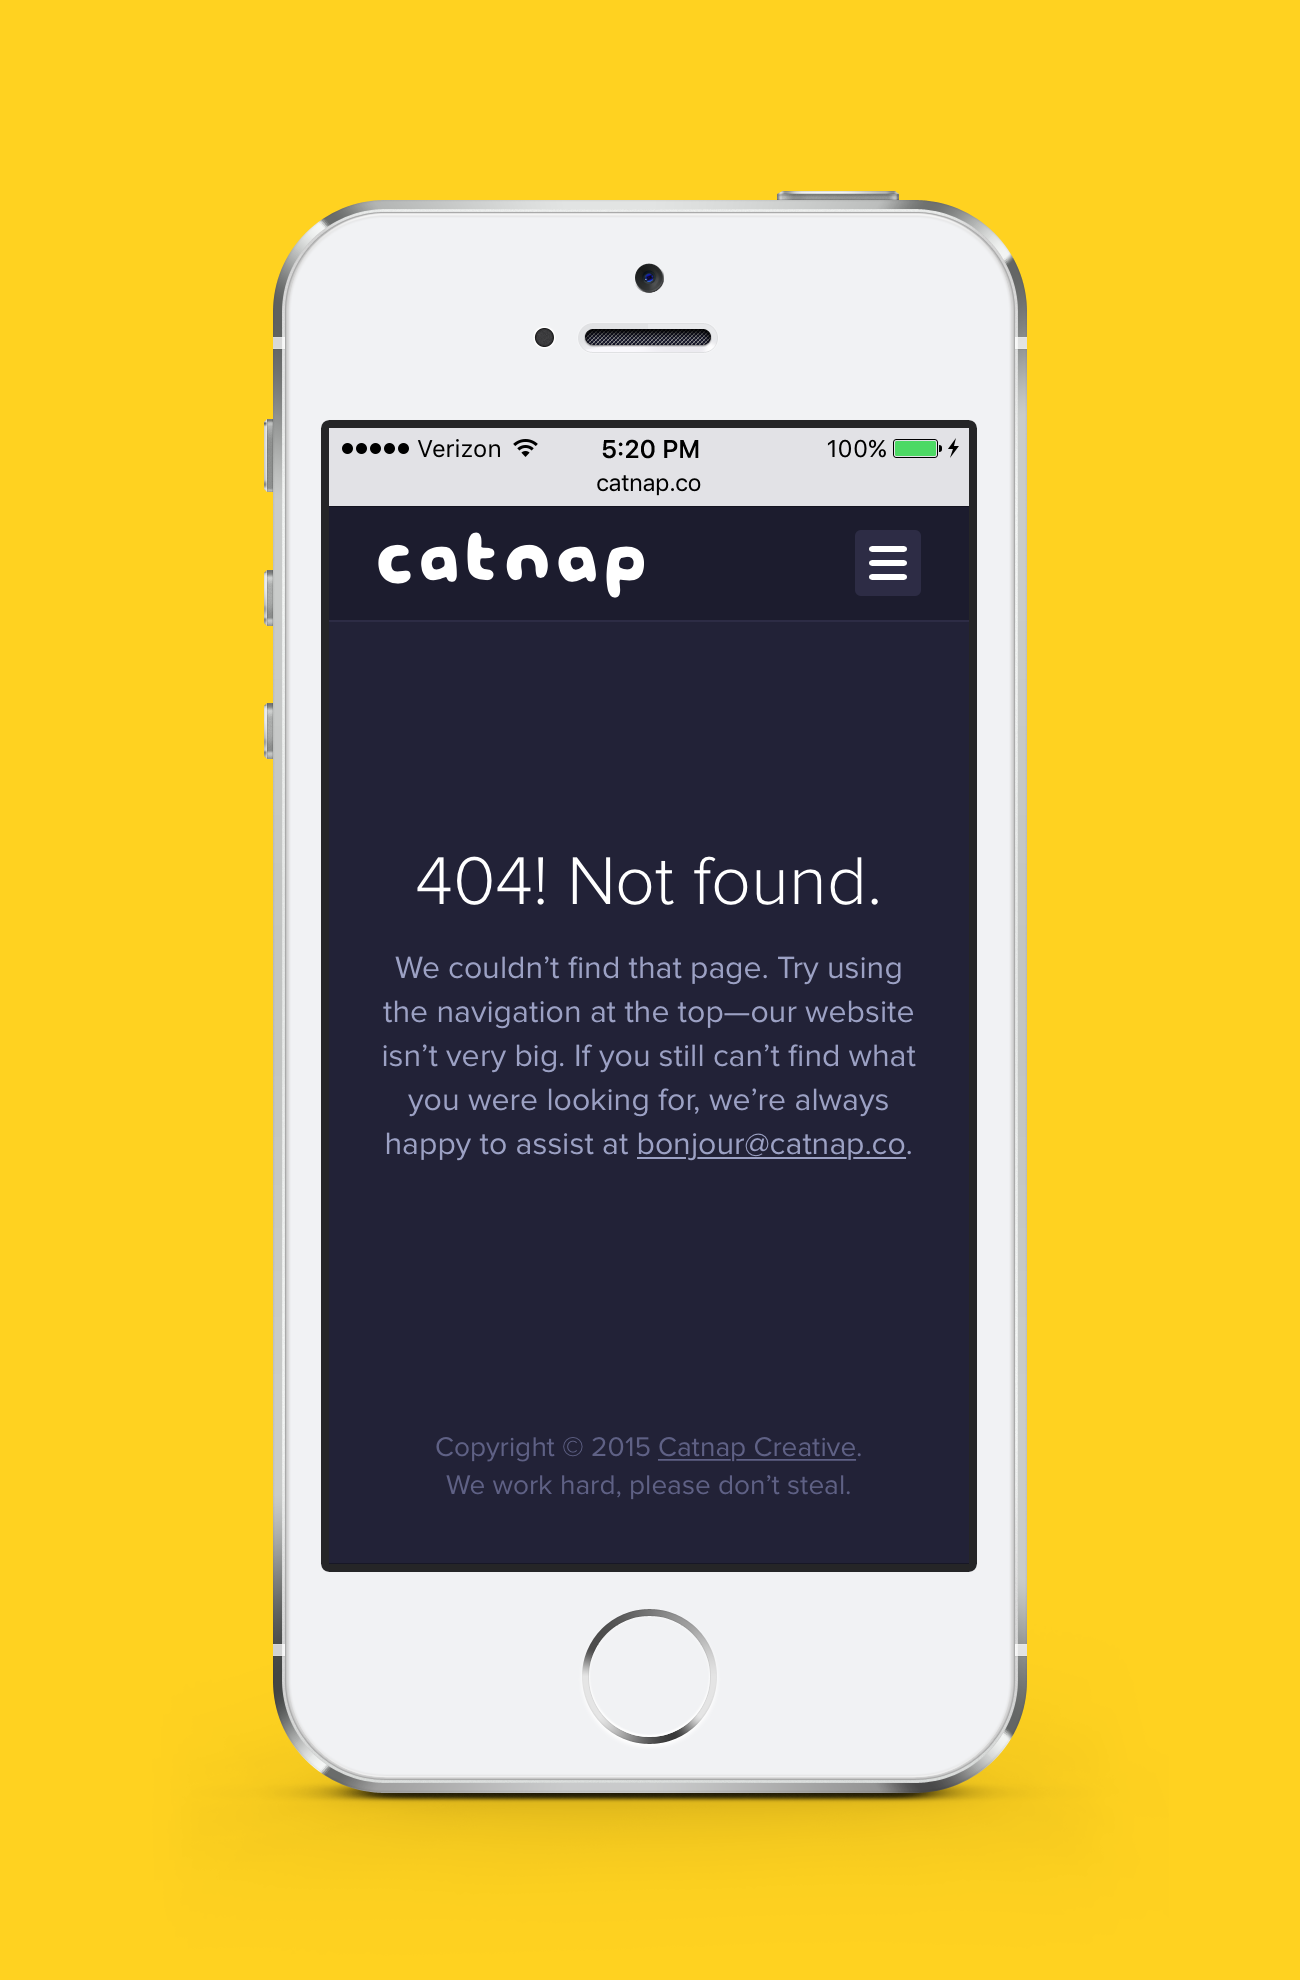 Verizon 5:20 PM 100%
catnap.co
catnap
404! Not found.
We couldn’t find that page. Try using
the navigation at the top—our website
isn’t very big. If you still can’t find what
you were looking for, we’re always
happy to assist at bonjour@catnap.co.
Copyright © 2015 Catnap Creative.
We work hard, please don’t steal.